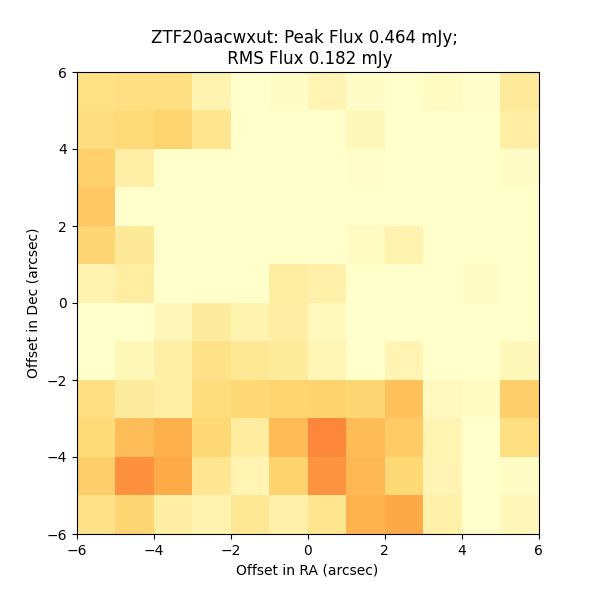 ZTF20aacwxut: Peak Flux 0.464 mJy;
RMS Flux 0.182 mJy
6
4
2
0
−2
−4
−6
Offset in Dec (arcsec)
−6 −4 −2 0 2 4 6
Offset in RA (arcsec)